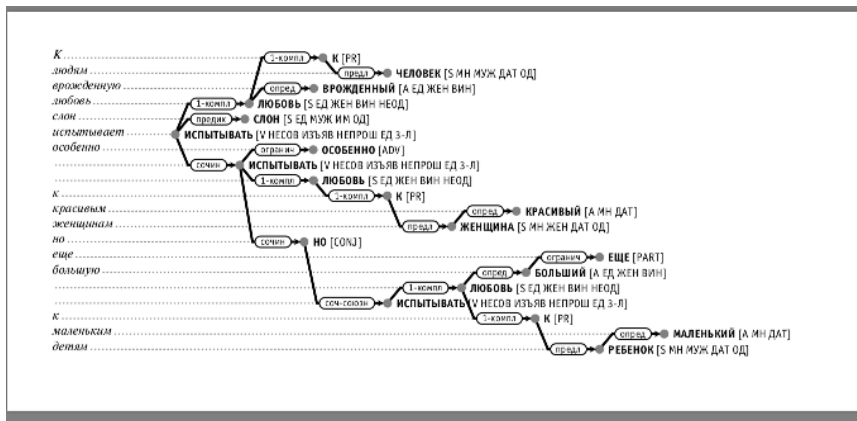 К 1-компл К [PR]
людям предл ЧЕЛОВЕК [S МН МУЖ ДАТ ОД]
врожденную опред ВРОЖДЕННЫЙ [A ЕД ЖЕН ВИН]
любовь 1-компл ЛЮБОВЬ [S ЕД ЖЕН ВИН НЕОД]
слон предик СЛОН [S ЕД МУЖ ИМ ОД]
испытывает ИСПЫТЫВАТЬ [V НЕСОВ ИЗЪЯВ НЕПРОШ ЕД 3-Л]
особенно огранич ОСОБЕННО [ADV]
сочин ИСПЫТЫВАТЬ [V НЕСОВ ИЗЪЯВ НЕПРОШ ЕД 3-Л]
1-компл ЛЮБОВЬ [S ЕД ЖЕН ВИН НЕОД]
к 1-компл К [PR]
красивым опред КРАСИВЫЙ [A МН ДАТ]
женщинам предл ЖЕНЩИНА [S МН ЖЕН ДАТ ОД]
но сочин НО [CONJ]
еще огранич ЕЩЕ [PART]
большую опред БОЛЬШИЙ [A ЕД ЖЕН ВИН]
1-компл ЛЮБОВЬ [S ЕД ЖЕН ВИН НЕОД]
соч-союзн ИСПЫТЫВАТЬ [V НЕСОВ ИЗЪЯВ НЕПРОШ ЕД 3-Л]
к 1-компл К [PR]
маленьким опред МАЛЕНЬКИЙ [A МН ДАТ]
детям предл РЕБЕНОК [S МН МУЖ ДАТ ОД]